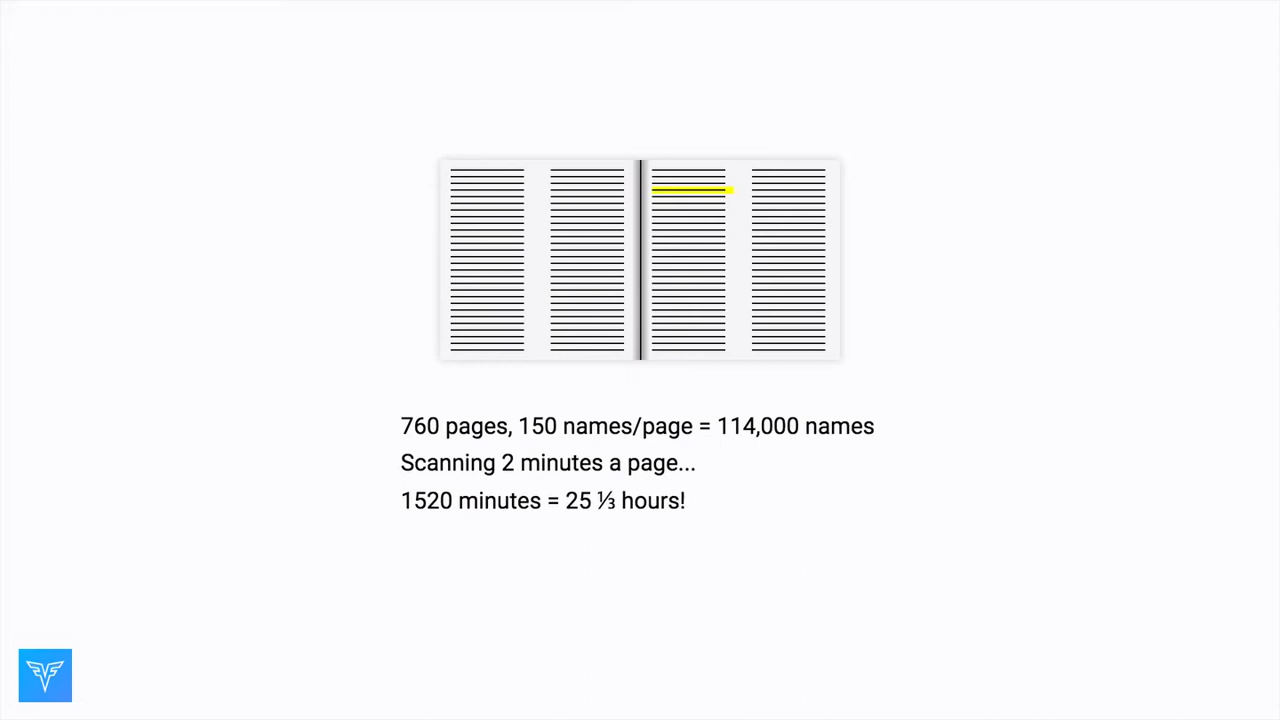 760 pages, 150 names/page = 114,000 names
Scanning 2 minutes a page...
1520 minutes = 25 ⅓ hours!